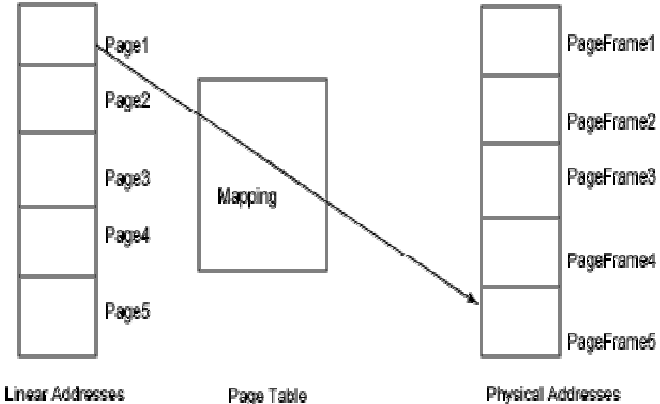 Page1
Page2
Page3
Page4
Page5
Linear Addresses
Mapping
Page Table
PageFrame1
PageFrame2
PageFrame3
PageFrame4
PageFrame5
Physical Addresses